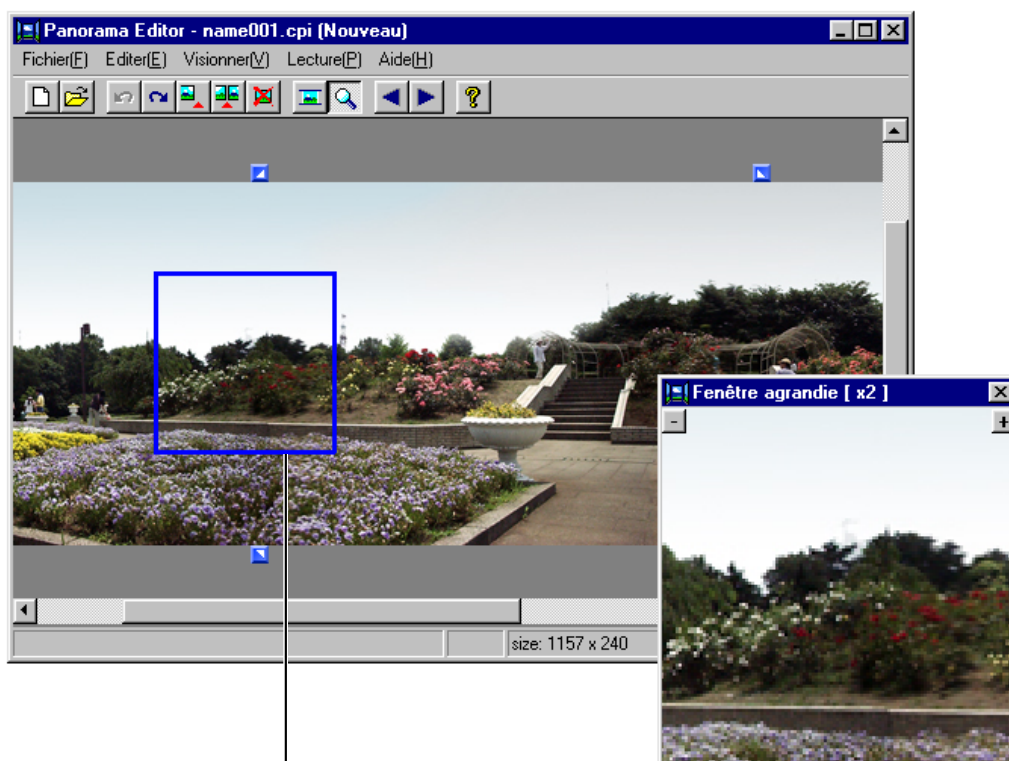 Panorama Editor - name001.cpi (Nouveau)
Fichier(F) Editer(E) Visionner(V) Lecture(P) Aide(H)
Fenêtre agrandie [ x2 ]
- +
size: 1157 x 240